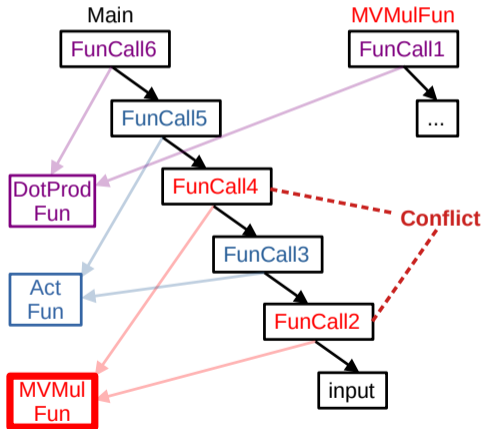 Main
MVMulFun
FunCall6
FunCall1
FunCall5
...
DotProd
Fun
FunCall4
Conflict
FunCall3
Act
Fun
FunCall2
MVMul
Fun
input